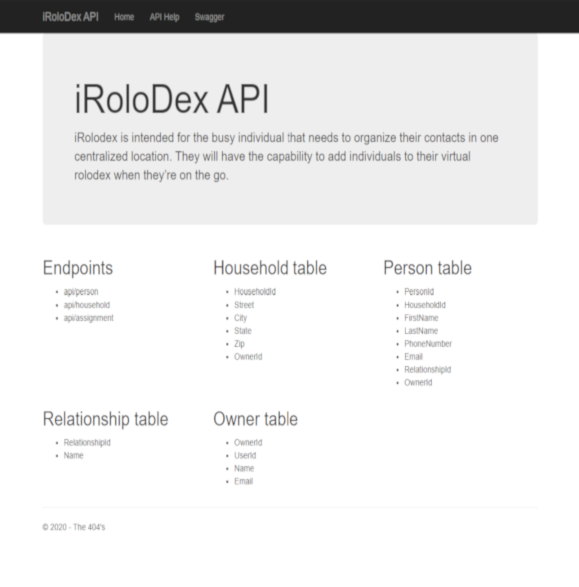 iRoloDex API Home API Help Swagger
iRoloDex API
iRolodex is intended for the busy individual that needs to organize their contacts in one
centralized location. They will have the capability to add individuals to their virtual
rolodex when they're on the go.
Endpoints
api/person
api/household
api/assignment
Household table
HouseholdId
Street
City
State
Zip
OwnerId
Person table
PersonId
HouseholdId
FirstName
LastName
PhoneNumber
Email
RelationshipId
OwnerId
Relationship table
RelationshipId
Name
Owner table
OwnerId
UserId
Name
Email
© 2020 - The 404's